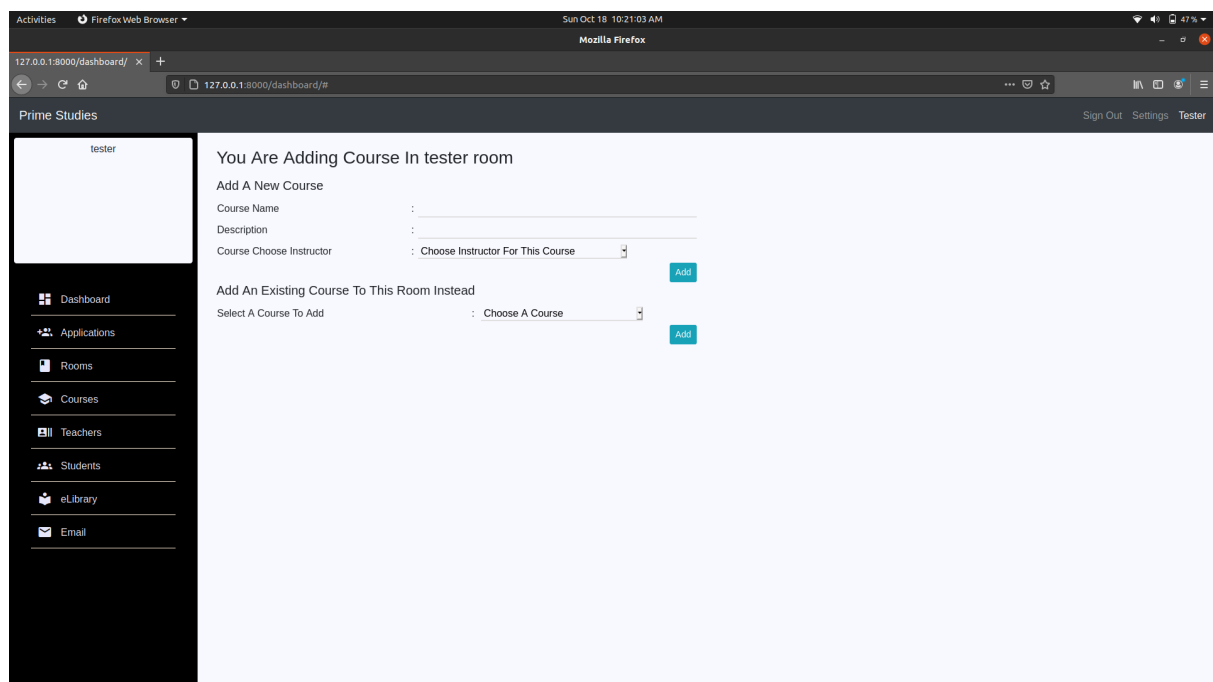 Activities Firefox Web Browser Sun Oct 18 10:21:03 AM 47 %
Mozilla Firefox
127.0.0.1:8000/dashboard/
127.0.0.1:8000/dashboard/#
Prime Studies Sign Out Settings Tester
tester
You Are Adding Course In tester room
Add A New Course
Course Name :
Description :
Course Choose Instructor : Choose Instructor For This Course
Add
Add An Existing Course To This Room Instead
Select A Course To Add : Choose A Course
Add
Dashboard
Applications
Rooms
Courses
Teachers
Students
eLibrary
Email